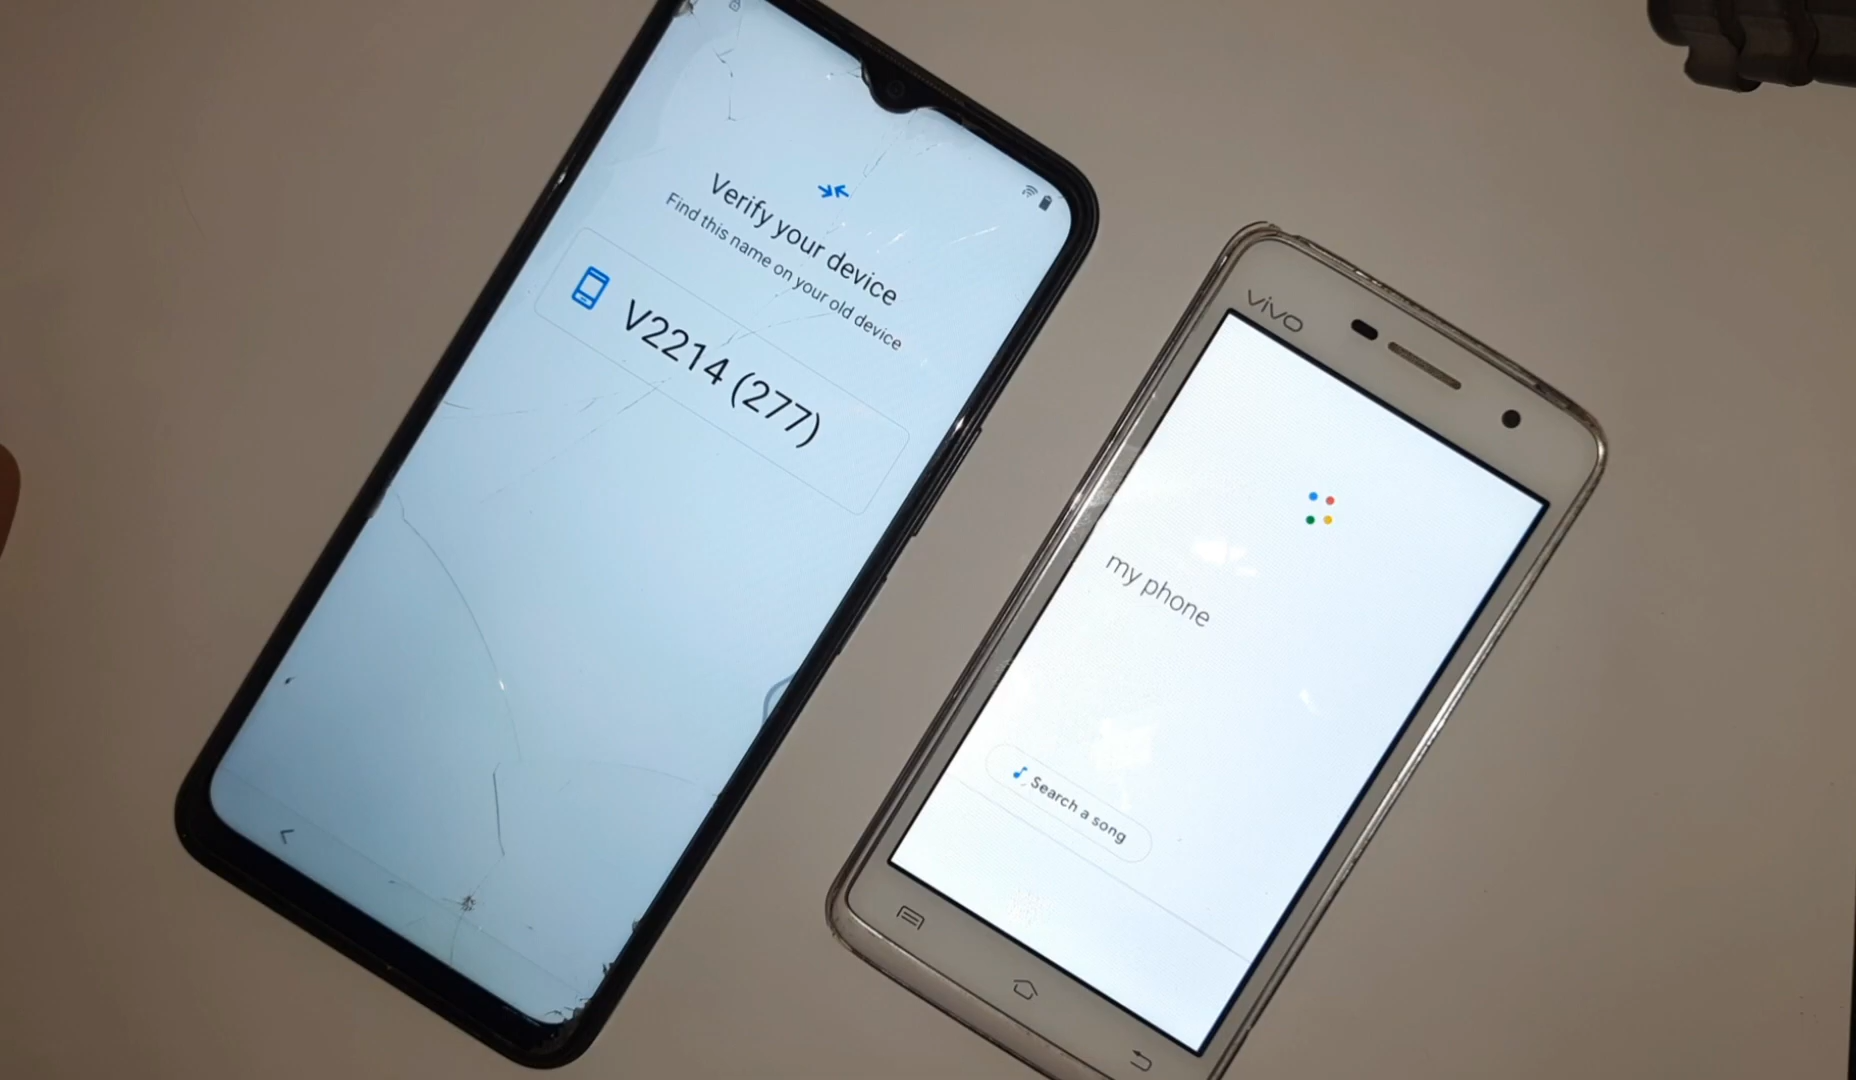 Verify your device
Find this name on your old device
V2214 (277)
vivo
my phone
Search a song